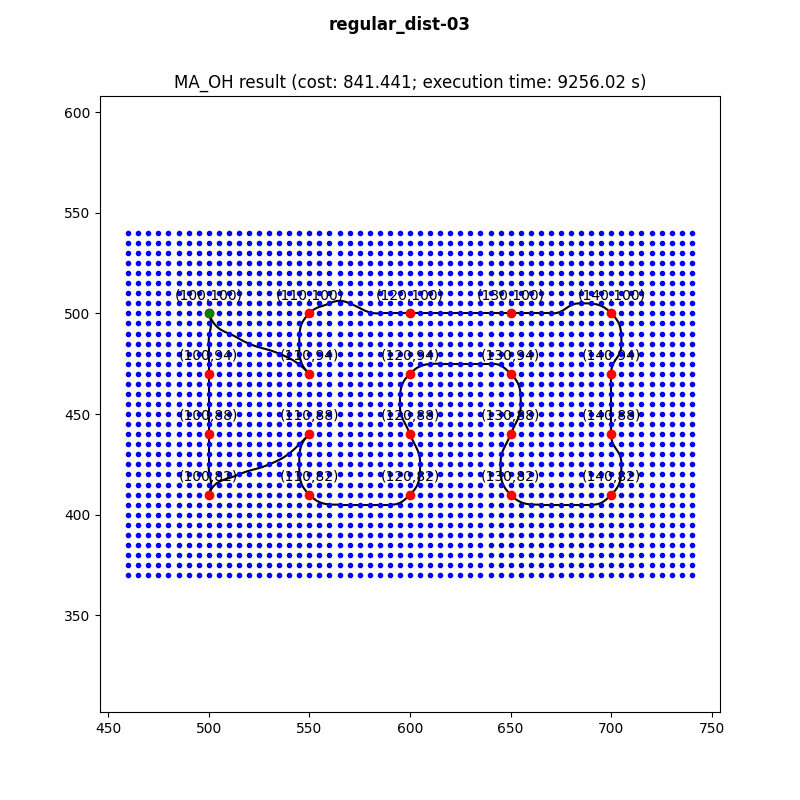 regular_dist-03
MA_OH result (cost: 841.441; execution time: 9256.02 s)
600
550
500
450
400
350
(100,100) (110,100) (120,100) (130,100) (140,100)
(100,94) (110,94) (120,94) (130,94) (140,94)
(100,88) (110,88) (120,88) (130,88) (140,88)
(100,82) (110,82) (120,82) (130,82) (140,82)
450 500 550 600 650 700 750